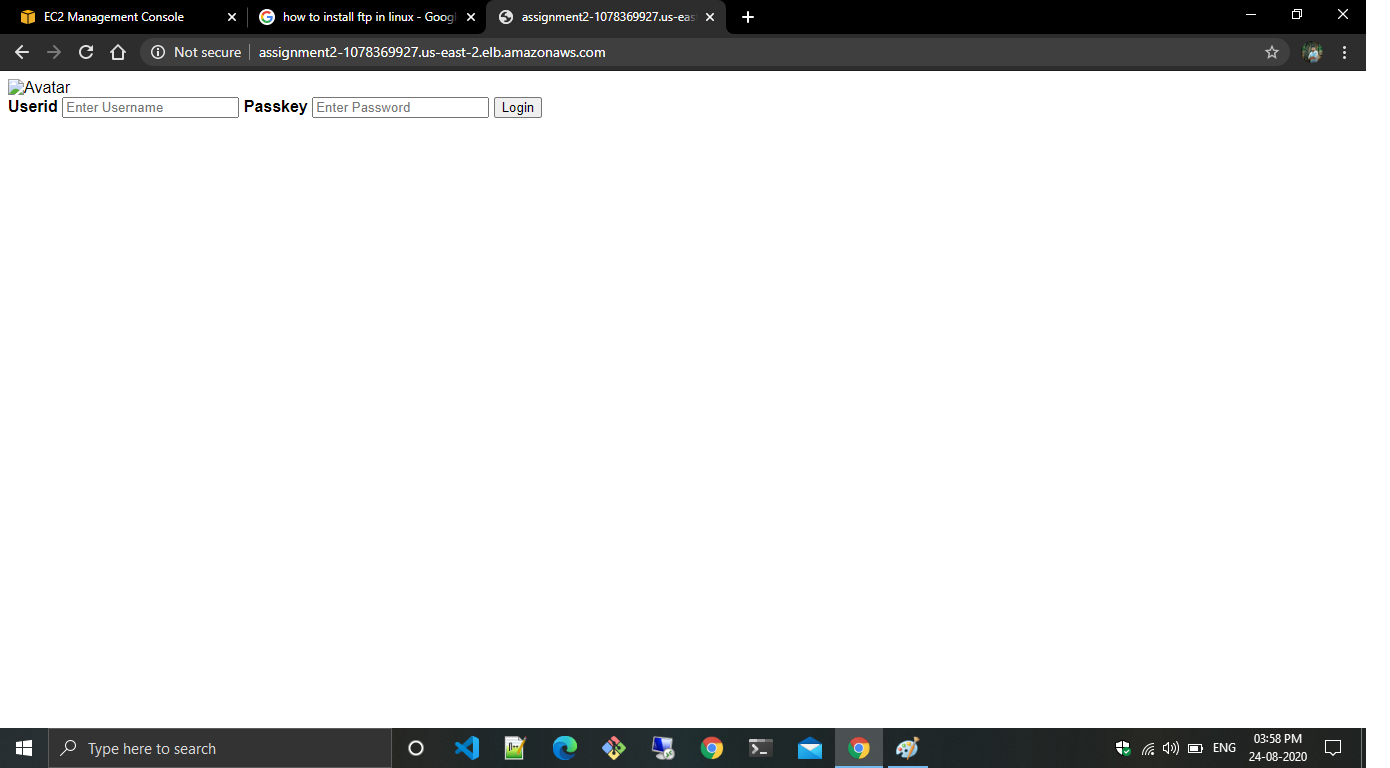 EC2 Management Console
how to install ftp in linux - Goog
assignment2-1078369927.us-eas
Not secure
assignment2-1078369927.us-east-2.elb.amazonaws.com
Avatar
Userid Enter Username Passkey Enter Password Login
Type here to search
ENG
03:58 PM
24-08-2020